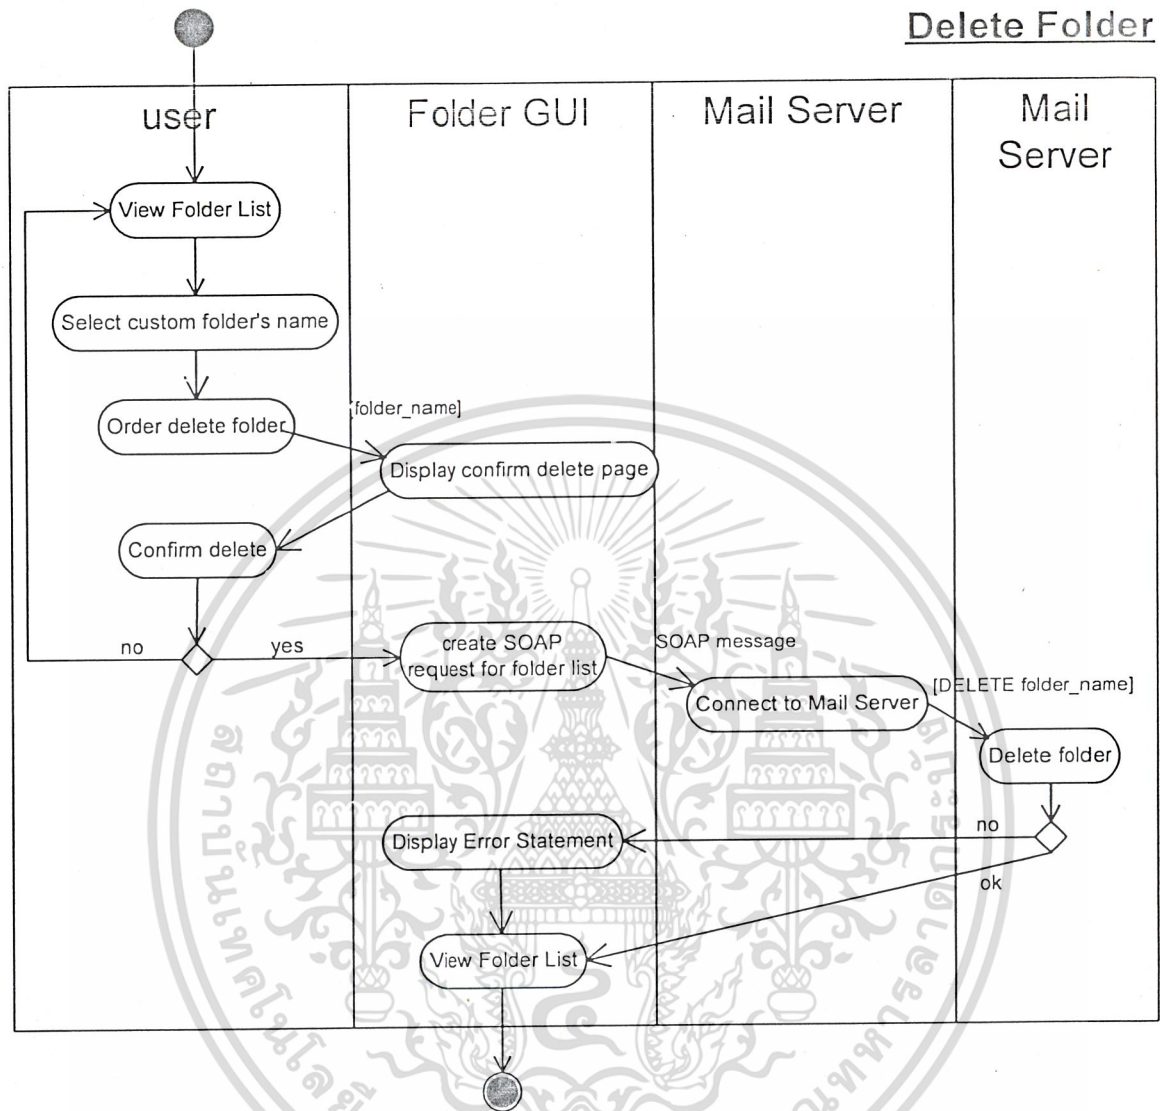 Delete Folder
user
Folder GUI
Mail Server
Mail
Server
View Folder List
Select custom folder's name
Order delete folder
[folder_name]
Display confirm delete page
Confirm delete
no
yes
create SOAP
request for folder list
SOAP message
Connect to Mail Server
[DELETE folder_name]
Delete folder
no
ok
Display Error Statement
View Folder List